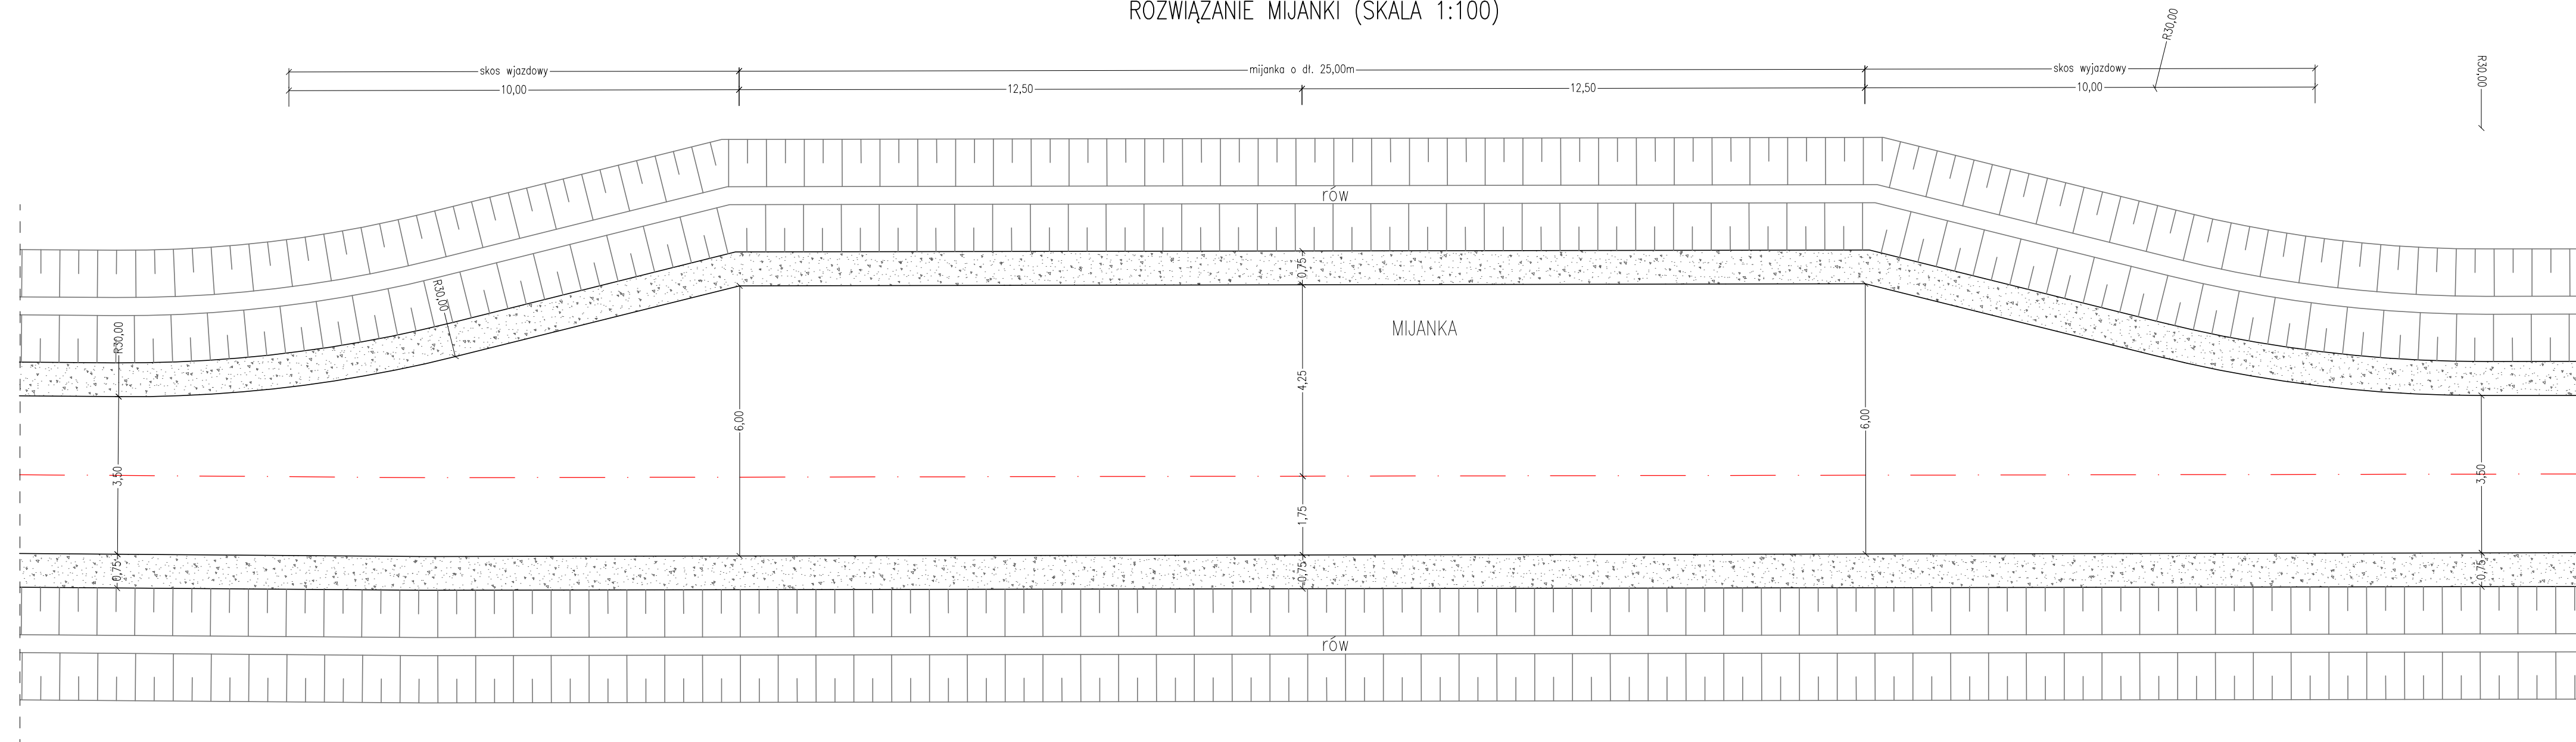 ROZWIĄZANIE MIJANKI (SKALA 1:100)
R30,00
skos wjazdowy
mijanka o dł. 25,00m
skos wyjazdowy
R30,00
10,00
12,50
12,50
10,00
rów
0,75
R30,00
R30,00
MIJANKA
4,25
6,00
6,00
3,50
3,50
1,75
0,75
0,75
0,75
rów